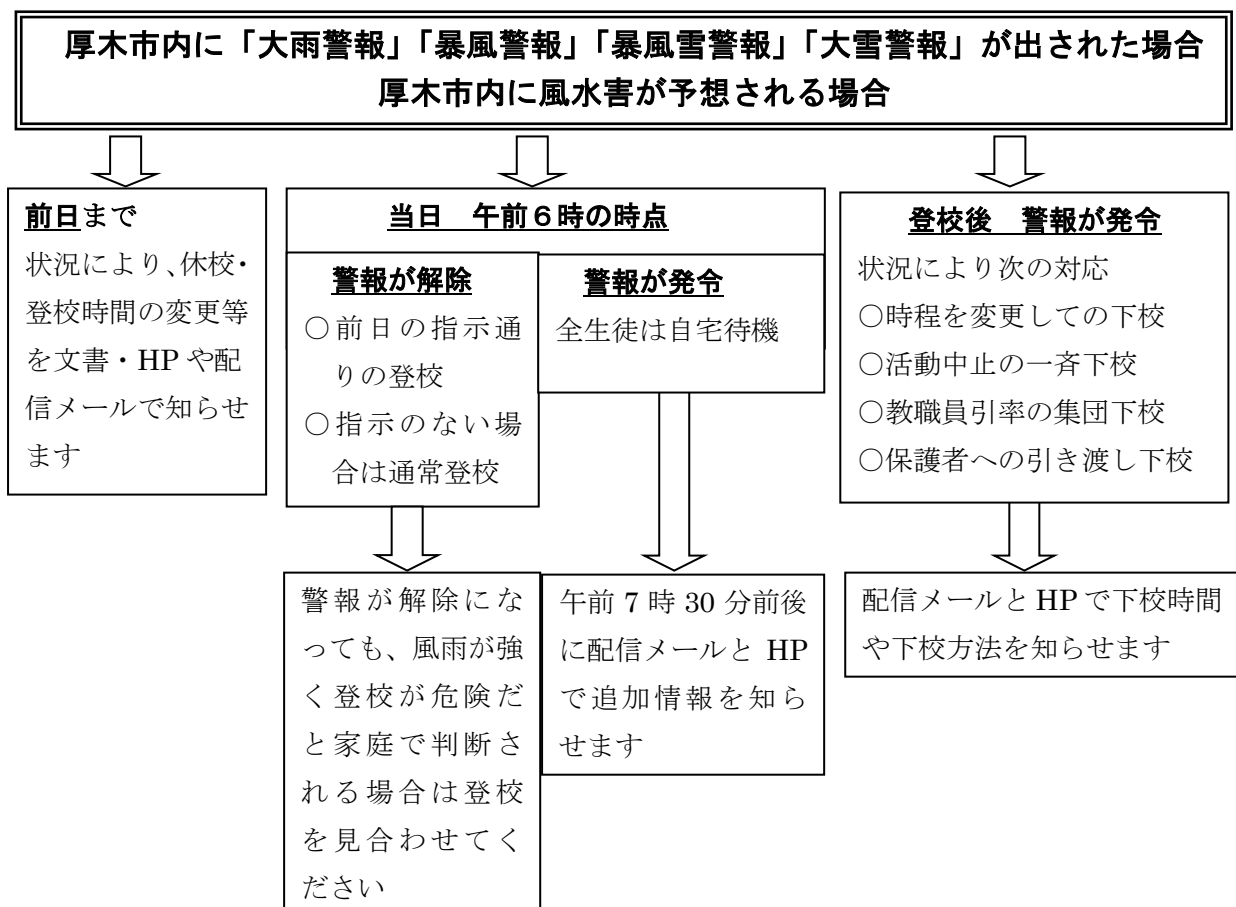 厚木市内に「大雨警報」「暴風警報」「暴風雪警報」「大雪警報」が出された場合
厚木市内に風水害が予想される場合
前日まで
状況により、休校・
登校時間の変更等
を文書・HP や配
信メールで知らせ
ます
当日　午前６時の時点
警報が解除
○前日の指示通
りの登校
○指示のない場
合は通常登校
警報が発令
全生徒は自宅待機
登校後　警報が発令
状況により次の対応
○時程を変更しての下校
○活動中止の一斉下校
○教職員引率の集団下校
○保護者への引き渡し下校
警報が解除にな
っても、風雨が強
く登校が危険だ
と家庭で判断さ
れる場合は登校
を見合わせてく
ださい
午前 7 時 30 分前後
に配信メールと HP
で追加情報を知ら
せます
配信メールと HP で下校時間
や下校方法を知らせます